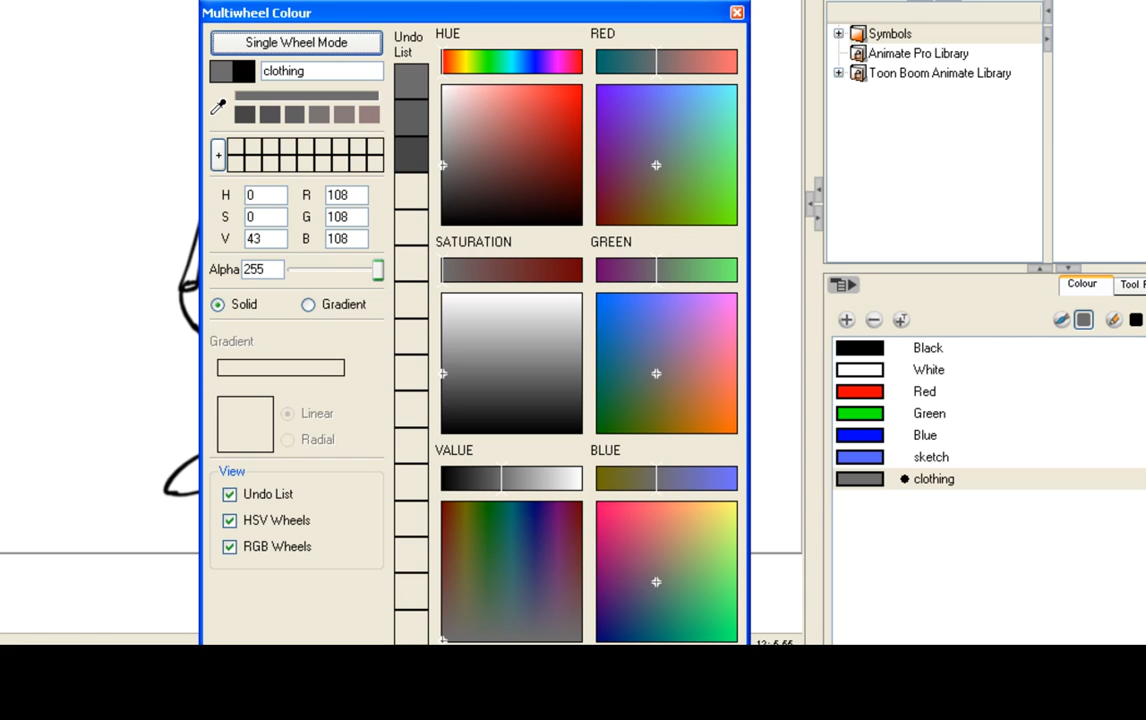 Multiwheel Colour
Single Wheel Mode
clothing
H 0 R 108
S 0 G 108
V 43 B 108
Alpha 255
Solid Gradient
Gradient
Linear
Radial
View
Undo List
HSV Wheels
RGB Wheels
Undo
List
HUE
RED
SATURATION
GREEN
VALUE
BLUE
Symbols
Animate Pro Library
Toon Boom Animate Library
Colour
Tool
Black
White
Red
Green
Blue
sketch
clothing